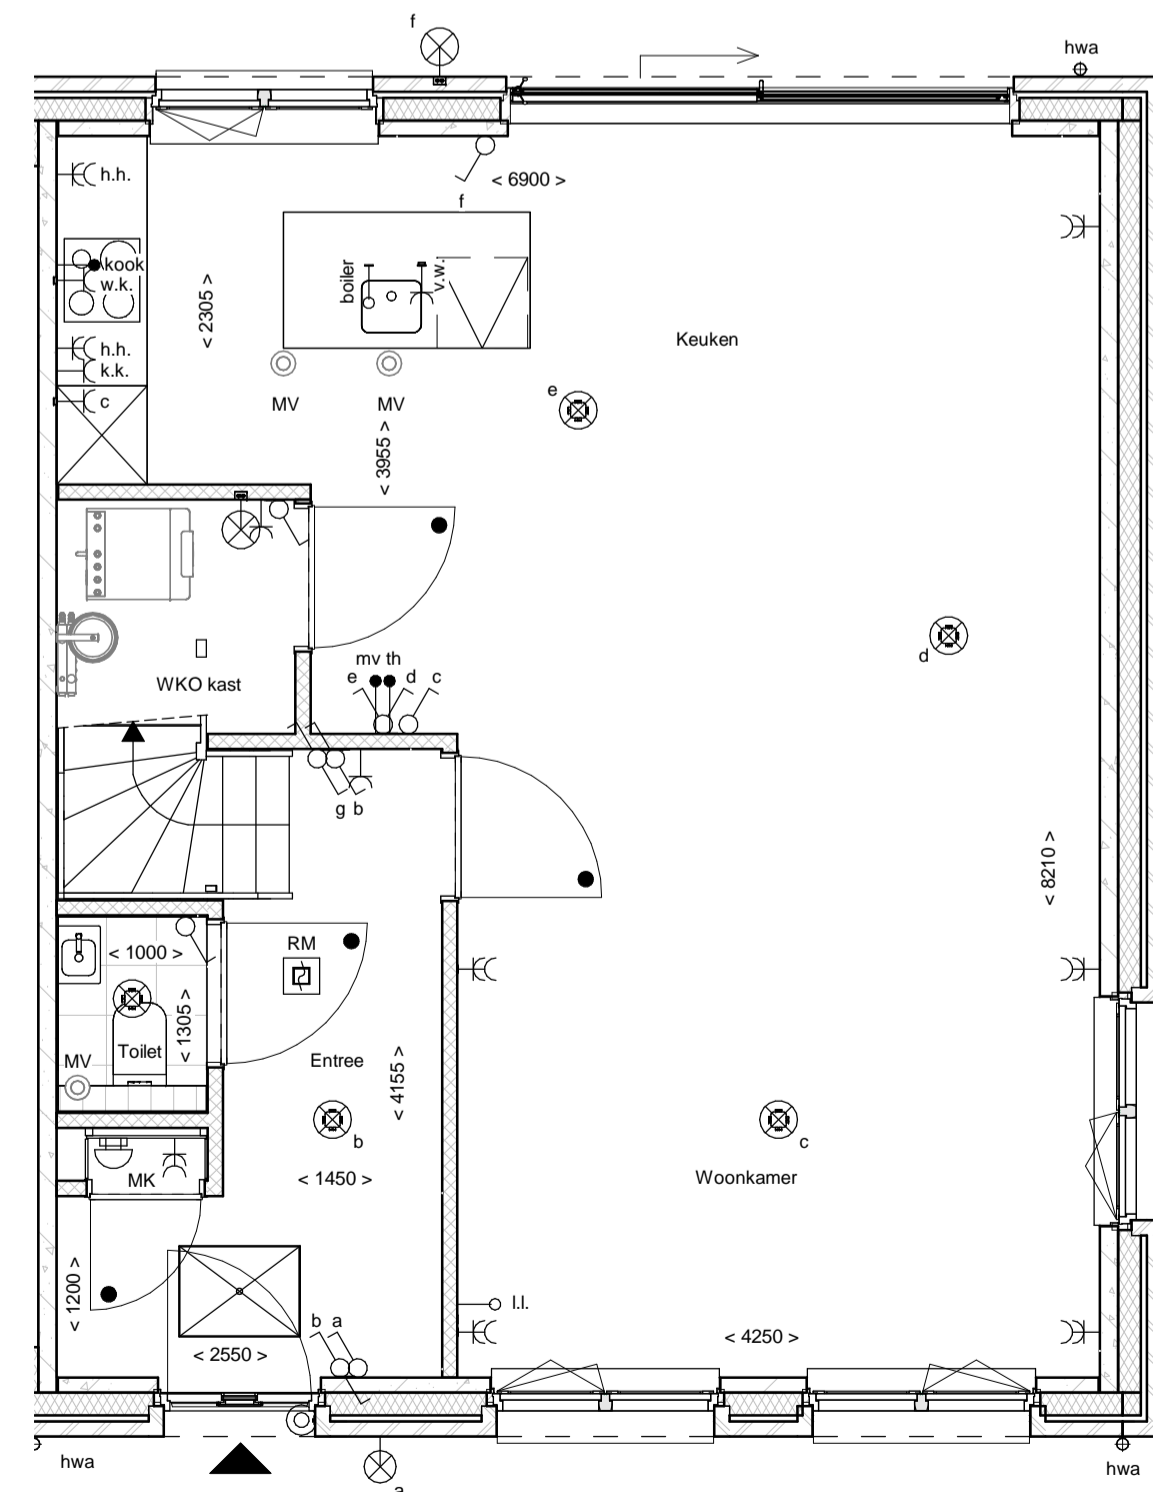 f
hwa
h.h.
< 6900 >
f
kook
w.k.
boiler
v.w.
< 2305 >
Keuken
h.h.
k.k.
c
MV
MV
e
< 3955 >
d
WKO kast
mv th
e
d
c
g b
< 8210 >
< 1000 >
RM
< 1305 >
Toilet
MV
Entree
< 4155 >
b
c
MK
< 1450 >
Woonkamer
< 1200 >
l.l.
b a
< 2550 >
< 4250 >
hwa
a
hwa